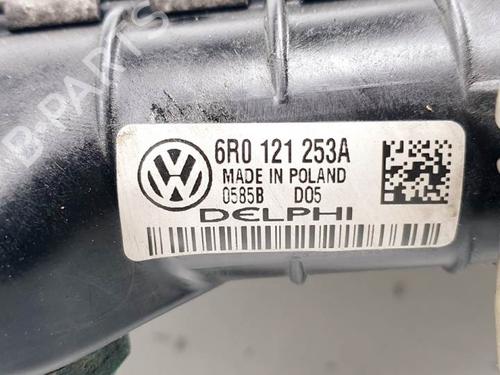 B-PARTS
6R0 121 253A
MADE IN POLAND
0585B D05
DELPHI